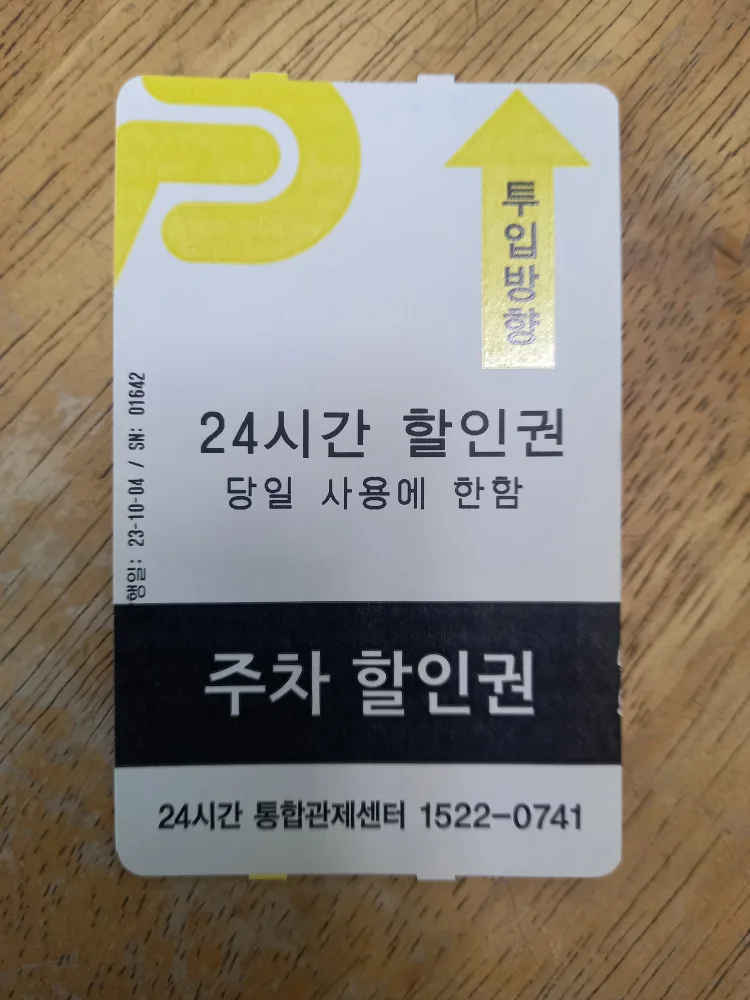 투입방향
24시간 할인권
당일 사용에 한함
행일: 23-10-04 / SN: 01642
주차 할인권
24시간 통합관제센터 1522-0741